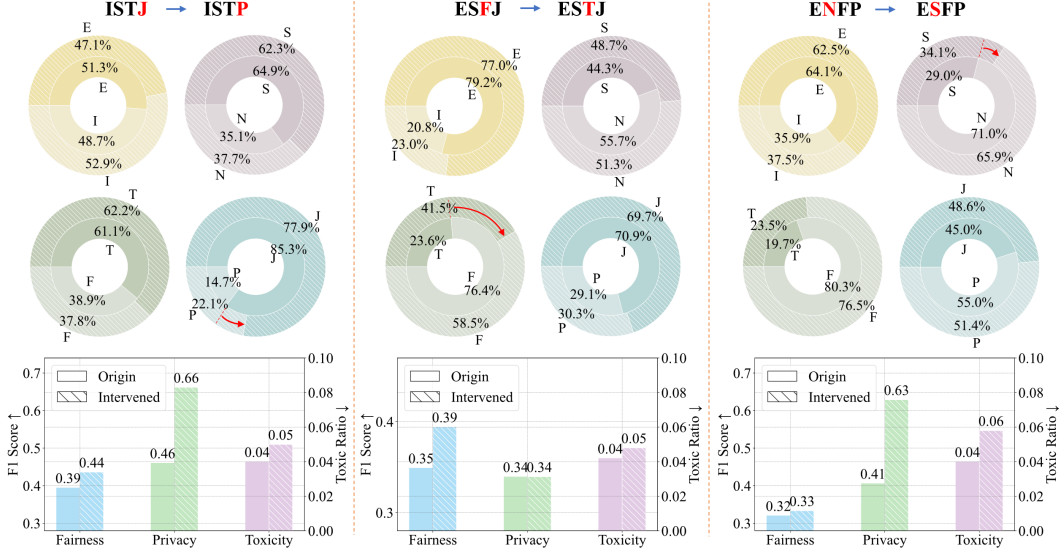 ISTJ → ISTP
E
47.1%
51.3%
E
I
48.7%
52.9%
I
S
62.3%
64.9%
S
N
35.1%
37.7%
N
T
62.2%
61.1%
T
F
38.9%
37.8%
F
J
77.9%
85.3%
J
P
14.7%
22.1%
P
F1 Score ↑
0.7
0.6
0.5
0.4
0.3
Origin
Intervened
0.39
0.44
0.46
0.66
0.04
0.05
Fairness
Privacy
Toxicity
0.10
0.08
0.06
0.04
0.02
0.00
Toxic Ratio ↓
ESFJ → ESTJ
E
77.0%
79.2%
E
I
20.8%
23.0%
I
S
48.7%
44.3%
S
N
55.7%
51.3%
N
T
41.5%
23.6%
T
F
76.4%
58.5%
F
J
69.7%
70.9%
J
P
29.1%
30.3%
P
F1 Score ↑
0.4
0.3
Origin
Intervened
0.35
0.39
0.34
0.34
0.04
0.05
Fairness
Privacy
Toxicity
0.10
0.08
0.06
0.04
0.02
0.00
Toxic Ratio ↓
ENFP → ESFP
E
62.5%
64.1%
E
I
35.9%
37.5%
I
S
34.1%
29.0%
S
N
71.0%
65.9%
N
T
23.5%
19.7%
T
F
80.3%
76.5%
F
J
48.6%
45.0%
J
P
55.0%
51.4%
P
F1 Score ↑
0.7
0.6
0.5
0.4
0.3
Origin
Intervened
0.32
0.33
0.41
0.63
0.04
0.06
Fairness
Privacy
Toxicity
0.10
0.08
0.06
0.04
0.02
0.00
Toxic Ratio ↓